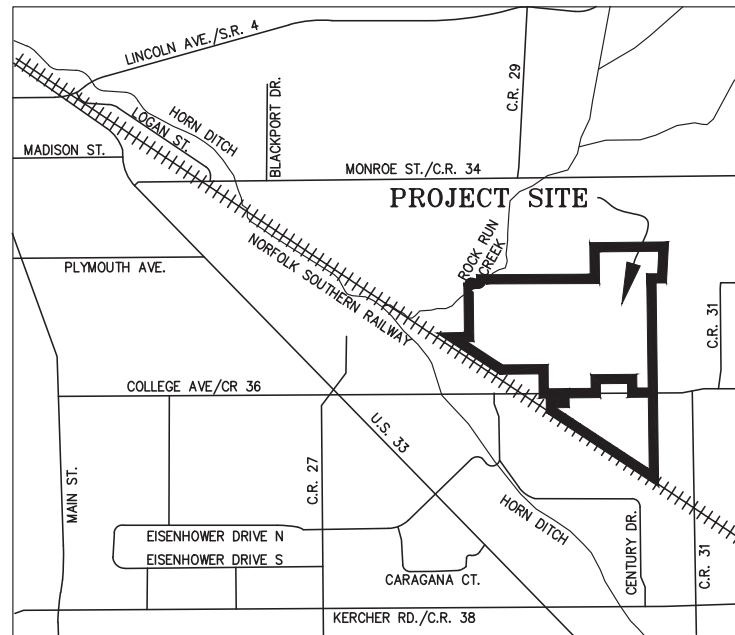 LINCOLN AVE./S.R. 4
C.R. 29
BLACKPORT DR.
HORN DITCH
LOGAN ST.
MADISON ST.
MONROE ST./C.R. 34
PROJECT SITE
ROCK RUN
CREEK
NORFOLK SOUTHERN RAILWAY
PLYMOUTH AVE.
C.R. 31
COLLEGE AVE/CR 36
U.S. 33
MAIN ST.
C.R. 27
HORN DITCH
EISENHOWER DRIVE N
EISENHOWER DRIVE S
CARAGANA CT.
CENTURY DR.
C.R. 31
KERCHER RD./C.R. 38